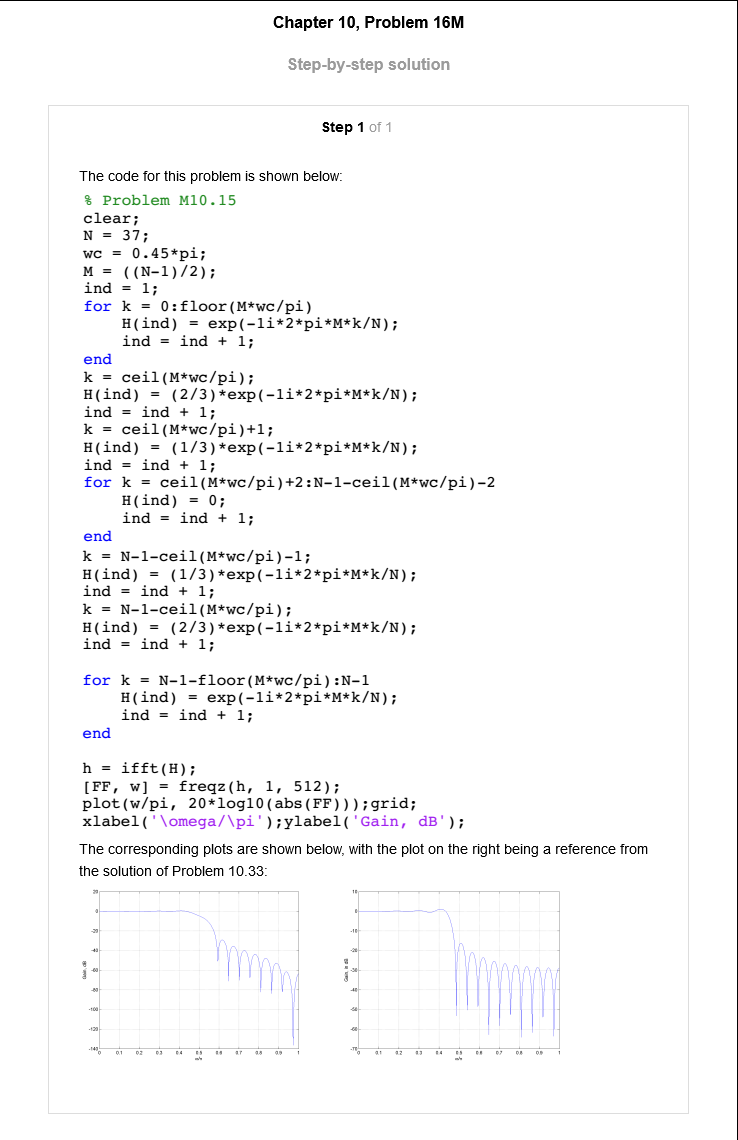 Chapter 10, Problem 16M
Step-by-step solution
Step 1 of 1
The code for this problem is shown below:
% Problem M10.15
clear;
N = 37;
wc = 0.45*pi;
M = ((N-1)/2);
ind = 1;
for k = 0:floor(M*wc/pi)
H(ind) = exp(-1i*2*pi*M*k/N);
ind = ind + 1;
end
k = ceil(M*wc/pi);
H(ind) = (2/3)*exp(-1i*2*pi*M*k/N);
ind = ind + 1;
k = ceil(M*wc/pi)+1;
H(ind) = (1/3)*exp(-1i*2*pi*M*k/N);
ind = ind + 1;
for k = ceil(M*wc/pi)+2:N-1-ceil(M*wc/pi)-2
H(ind) = 0;
ind = ind + 1;
end
k = N-1-ceil(M*wc/pi)-1;
H(ind) = (1/3)*exp(-1i*2*pi*M*k/N);
ind = ind + 1;
k = N-1-ceil(M*wc/pi);
H(ind) = (2/3)*exp(-1i*2*pi*M*k/N);
ind = ind + 1;
for k = N-1-floor(M*wc/pi):N-1
H(ind) = exp(-1i*2*pi*M*k/N);
ind = ind + 1;
end
h = ifft(H);
[FF, w] = freqz(h, 1, 512);
plot(w/pi, 20*log10(abs(FF)));grid;
xlabel('\omega/\pi');ylabel('Gain, dB');
The corresponding plots are shown below, with the plot on the right being a reference from
the solution of Problem 10.33:
20
0
-20
-40
-60
-80
-100
-120
-140
Gain, dB
0 0.1 0.2 0.3 0.4 0.5 0.6 0.7 0.8 0.9 1
ω/π
10
0
-10
-20
-30
-40
-50
-60
-70
Gain, in dB
0 0.1 0.2 0.3 0.4 0.5 0.6 0.7 0.8 0.9 1
ω/π